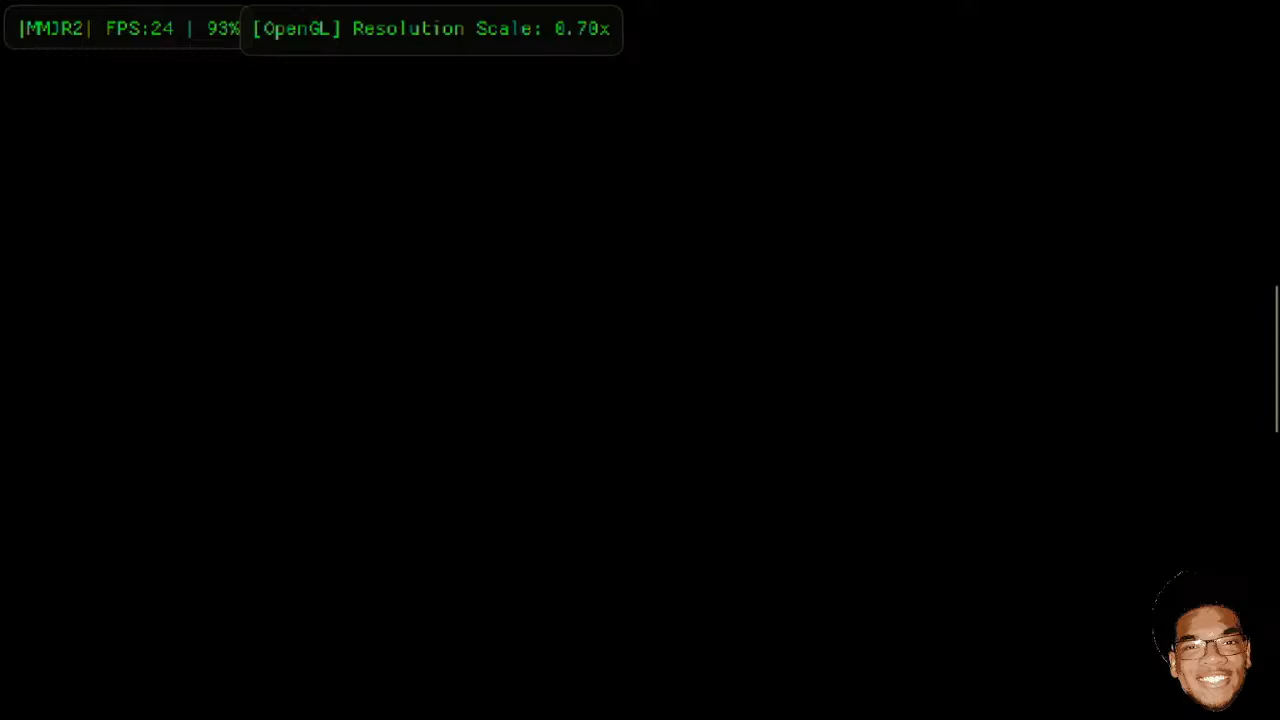 |MMJR2| FPS:24 | 93%
[OpenGL] Resolution Scale: 0.70x